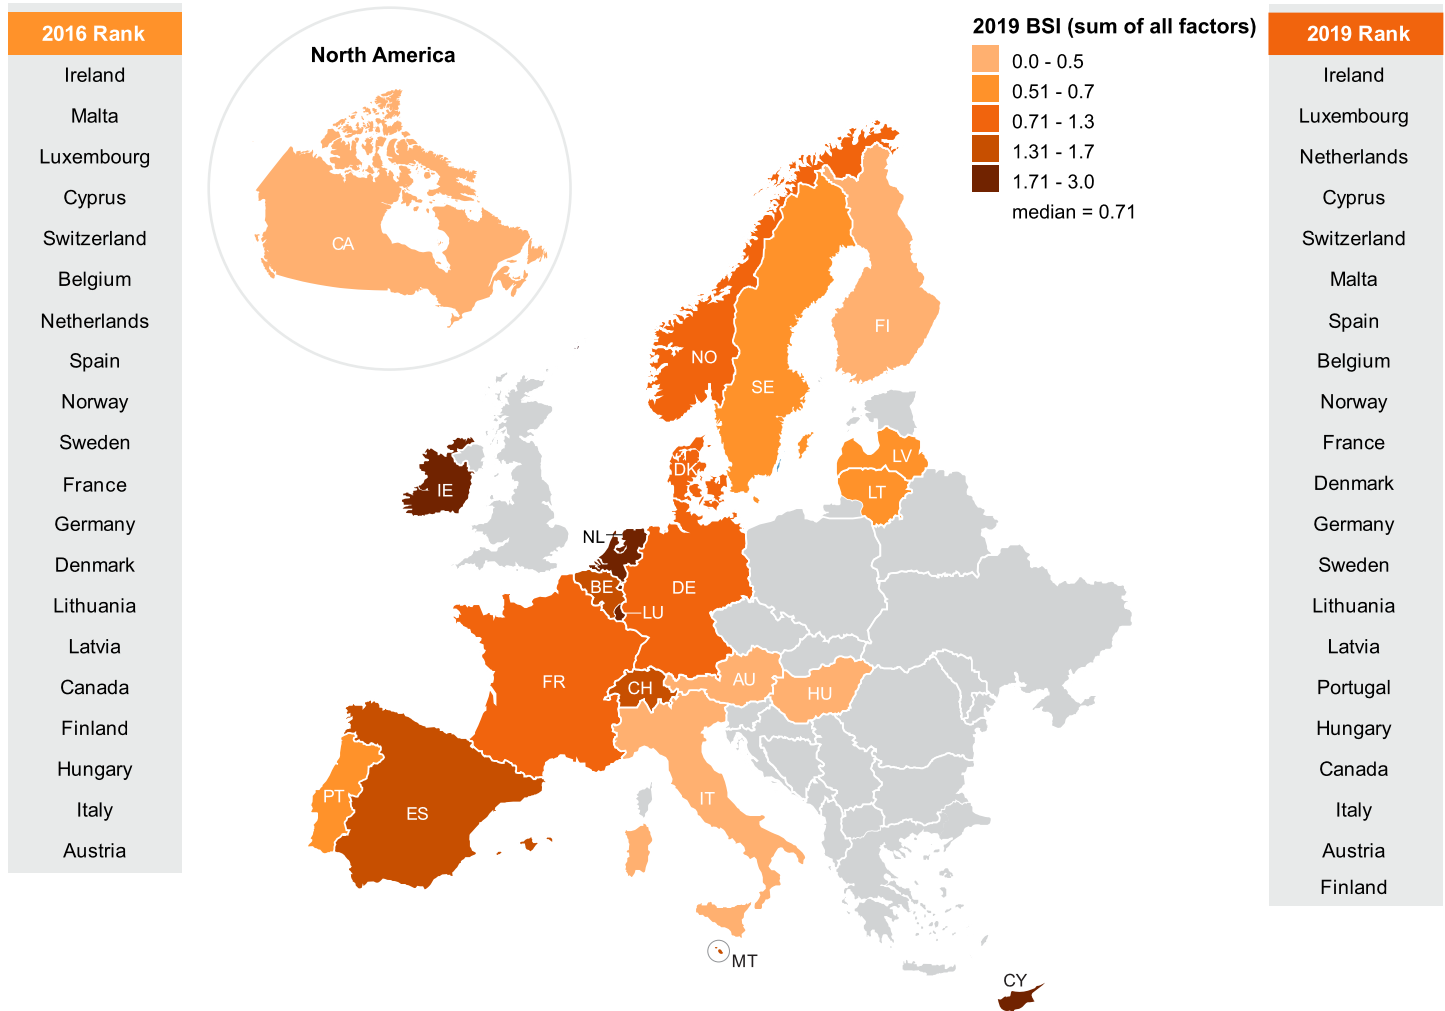 2016 Rank
Ireland
Malta
Luxembourg
Cyprus
Switzerland
Belgium
Netherlands
Spain
Norway
Sweden
France
Germany
Denmark
Lithuania
Latvia
Canada
Finland
Hungary
Italy
Austria
North America
CA
2019 BSI (sum of all factors)
0.0 - 0.5
0.51 - 0.7
0.71 - 1.3
1.31 - 1.7
1.71 - 3.0
median = 0.71
FI
NO
SE
LV
DK
IE
LT
NL
BE
DE
LU
FR
CH
AU
HU
PT
ES
IT
MT
CY
2019 Rank
Ireland
Luxembourg
Netherlands
Cyprus
Switzerland
Malta
Spain
Belgium
Norway
France
Denmark
Germany
Sweden
Lithuania
Latvia
Portugal
Hungary
Canada
Italy
Austria
Finland